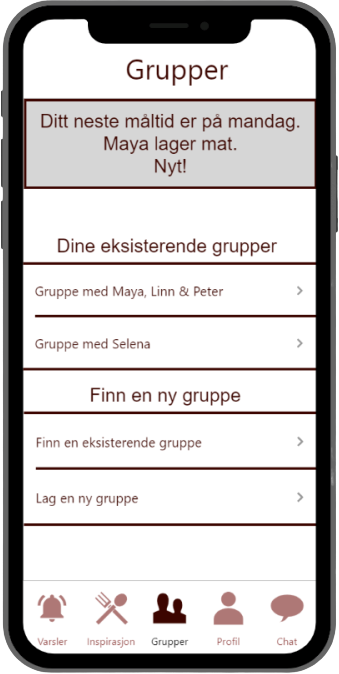 Grupper
Ditt neste måltid er på mandag.
Maya lager mat.
Nyt!
Dine eksisterende grupper
Gruppe med Maya, Linn & Peter
Gruppe med Selena
Finn en ny gruppe
Finn en eksisterende gruppe
Lag en ny gruppe
Varsler
Inspirasjon
Grupper
Profil
Chat